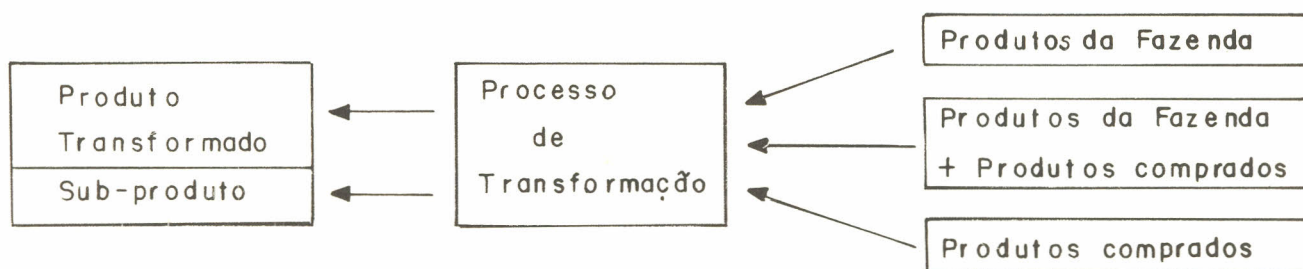 Produto
Transformado
Sub-produto
Processo
de
Transformação
Produtos da Fazenda
Produtos da Fazenda
+ Produtos comprados
Produtos comprados